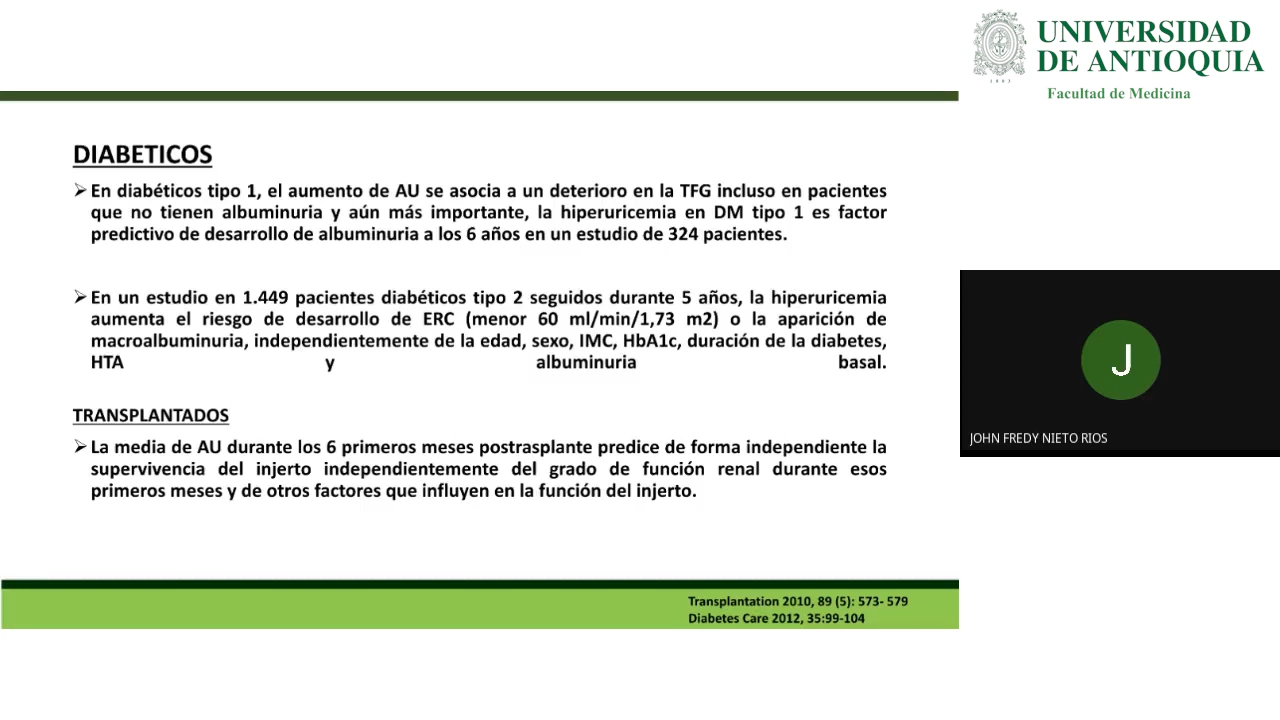 UNIVERSIDAD
DE ANTIOQUIA
1803
Facultad de Medicina
DIABETICOS
➢En diabéticos tipo 1, el aumento de AU se asocia a un deterioro en la TFG incluso en pacientes
que no tienen albuminuria y aún más importante, la hiperuricemia en DM tipo 1 es factor
predictivo de desarrollo de albuminuria a los 6 años en un estudio de 324 pacientes.
➢En un estudio en 1.449 pacientes diabéticos tipo 2 seguidos durante 5 años, la hiperuricemia
aumenta el riesgo de desarrollo de ERC (menor 60 ml/min/1,73 m2) o la aparición de
macroalbuminuria, independientemente de la edad, sexo, IMC, HbA1c, duración de la diabetes,
HTA y albuminuria basal.
TRANSPLANTADOS
➢La media de AU durante los 6 primeros meses postrasplante predice de forma independiente la
supervivencia del injerto independientemente del grado de función renal durante esos
primeros meses y de otros factores que influyen en la función del injerto.
Transplantation 2010, 89 (5): 573- 579
Diabetes Care 2012, 35:99-104
J
JOHN FREDY NIETO RIOS